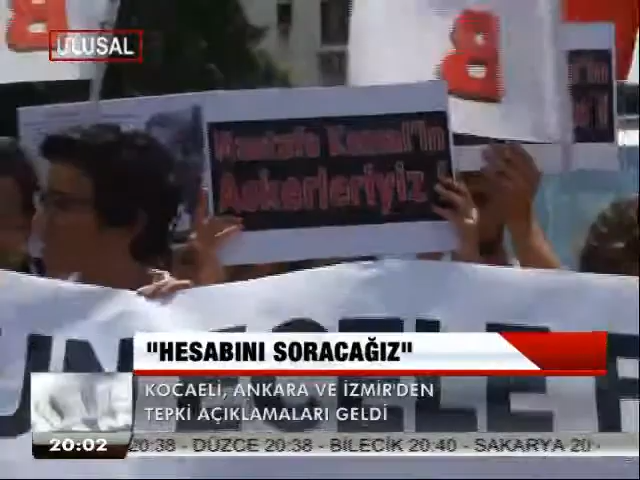 ULUSAL
B
Mustafa Kemal'in
Askerleriyiz!
"HESABINI SORACAĞIZ"
KOCAELİ, ANKARA VE İZMİR'DEN
TEPKİ AÇIKLAMALARI GELDİ
20:02
20:38 - DÜZCE 20:38 - BİLECİK 20:40 - SAKARYA 20: